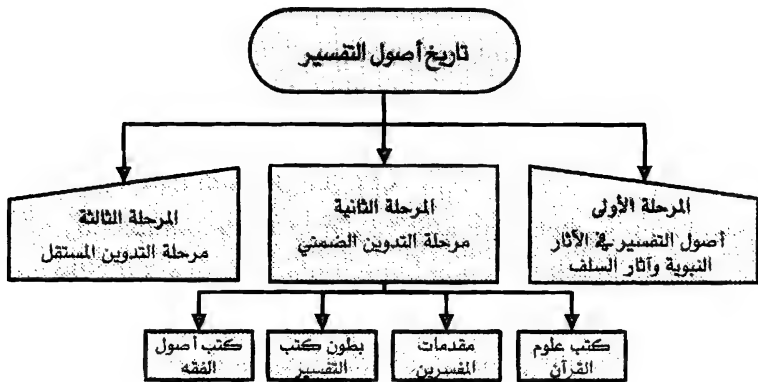 تاريخ أصول التفسير
المرحلة الأولى
أصول التفسير في الآثار
النبوية وآثار السلف
المرحلة الثانية
مرحلة التدوين الضمني
المرحلة الثالثة
مرحلة التدوين المستقل
كتب علوم
القرآن
مقدمات
المفسرين
بطون كتب
التفسير
كتب أصول
الفقه